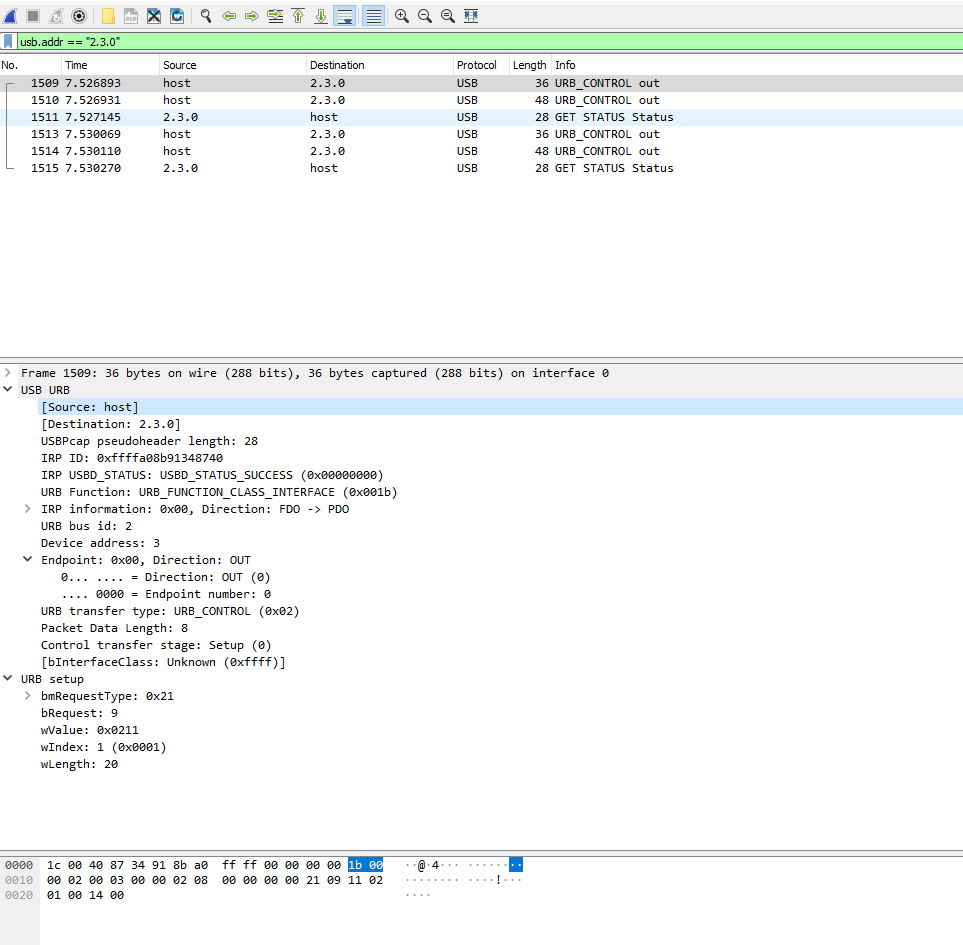 usb.addr == "2.3.0"
No. Time Source Destination Protocol Length Info
1509 7.526893 host 2.3.0 USB 36 URB_CONTROL out
1510 7.526931 host 2.3.0 USB 48 URB_CONTROL out
1511 7.527145 2.3.0 host USB 28 GET STATUS Status
1513 7.530069 host 2.3.0 USB 36 URB_CONTROL out
1514 7.530110 host 2.3.0 USB 48 URB_CONTROL out
1515 7.530270 2.3.0 host USB 28 GET STATUS Status
Frame 1509: 36 bytes on wire (288 bits), 36 bytes captured (288 bits) on interface 0
USB URB
[Source: host]
[Destination: 2.3.0]
USBPcap pseudoheader length: 28
IRP ID: 0xffffa08b91348740
IRP USBD_STATUS: USBD_STATUS_SUCCESS (0x00000000)
URB Function: URB_FUNCTION_CLASS_INTERFACE (0x001b)
IRP information: 0x00, Direction: FDO -> PDO
URB bus id: 2
Device address: 3
Endpoint: 0x00, Direction: OUT
0... .... = Direction: OUT (0)
.... 0000 = Endpoint number: 0
URB transfer type: URB_CONTROL (0x02)
Packet Data Length: 8
Control transfer stage: Setup (0)
[bInterfaceClass: Unknown (0xffff)]
URB setup
bmRequestType: 0x21
bRequest: 9
wValue: 0x0211
wIndex: 1 (0x0001)
wLength: 20
0000 1c 00 40 87 34 91 8b a0 ff ff 00 00 00 00 1b 00 ··@·4··· ········
0010 00 02 00 03 00 00 02 08 00 00 00 00 21 09 11 02 ········ ····!···
0020 01 00 14 00 ····